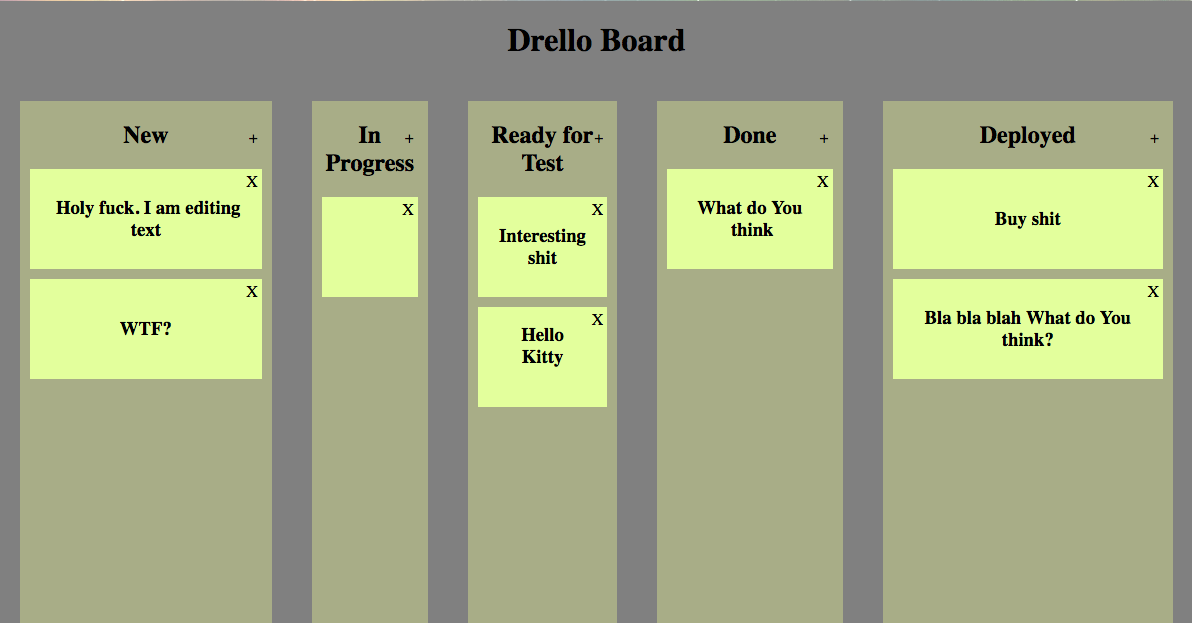 Drello Board
New +
X
Holy fuck. I am editing
text
X
WTF?
In +
Progress
X
Ready for+
Test
X
Interesting
shit
X
Hello
Kitty
Done +
X
What do You
think
Deployed +
X
Buy shit
X
Bla bla blah What do You
think?